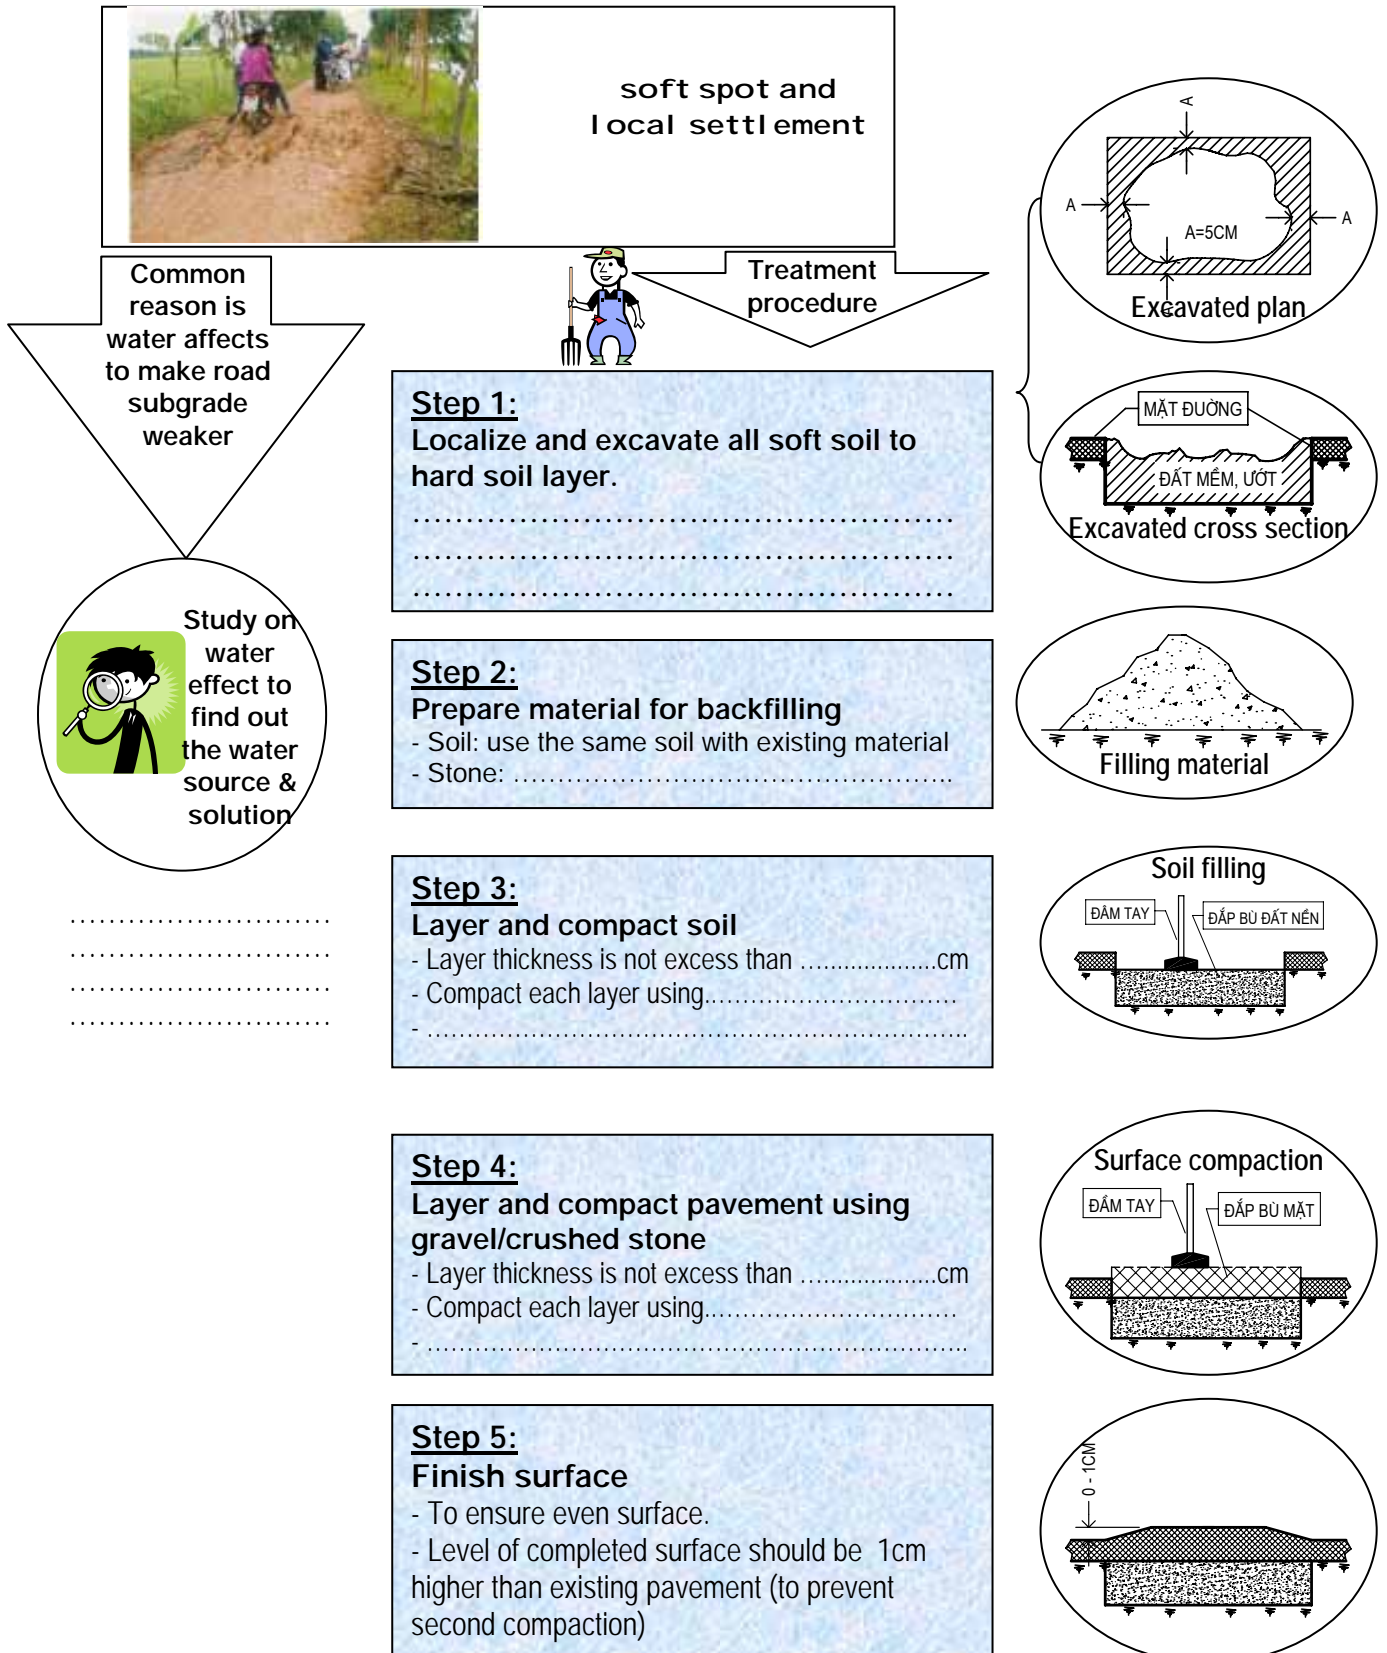 soft spot and
local settlement
Common
reason is
water affects
to make road
subgrade
weaker
Treatment
procedure
A
A
A
A=5CM
Excavated plan
Step 1:
Localize and excavate all soft soil to
hard soil layer.
……………………………………………
……………………………………………
……………………………………………
MẶT ĐUỜNG
ĐẤT MỀM, ƯỚT
Excavated cross section
Study on
water
effect to
find out
the water
source &
solution
………………………
………………………
………………………
………………………
Step 2:
Prepare material for backfilling
- Soil: use the same soil with existing material
- Stone: ………………………………………………..
Filling material
Step 3:
Layer and compact soil
- Layer thickness is not excess than …..................cm
- Compact each layer using..……………………………
- ……………………………………………………………..
Soil filling
ĐÂM TAY
ĐẮP BÙ ĐẤT NỀN
Step 4:
Layer and compact pavement using
gravel/crushed stone
- Layer thickness is not excess than …..................cm
- Compact each layer using..……………………………
- ……………………………………………………………..
Surface compaction
ĐẦM TAY
ĐẮP BÙ MẶT
Step 5:
Finish surface
- To ensure even surface.
- Level of completed surface should be 1cm
higher than existing pavement (to prevent
second compaction)
0 - 1CM